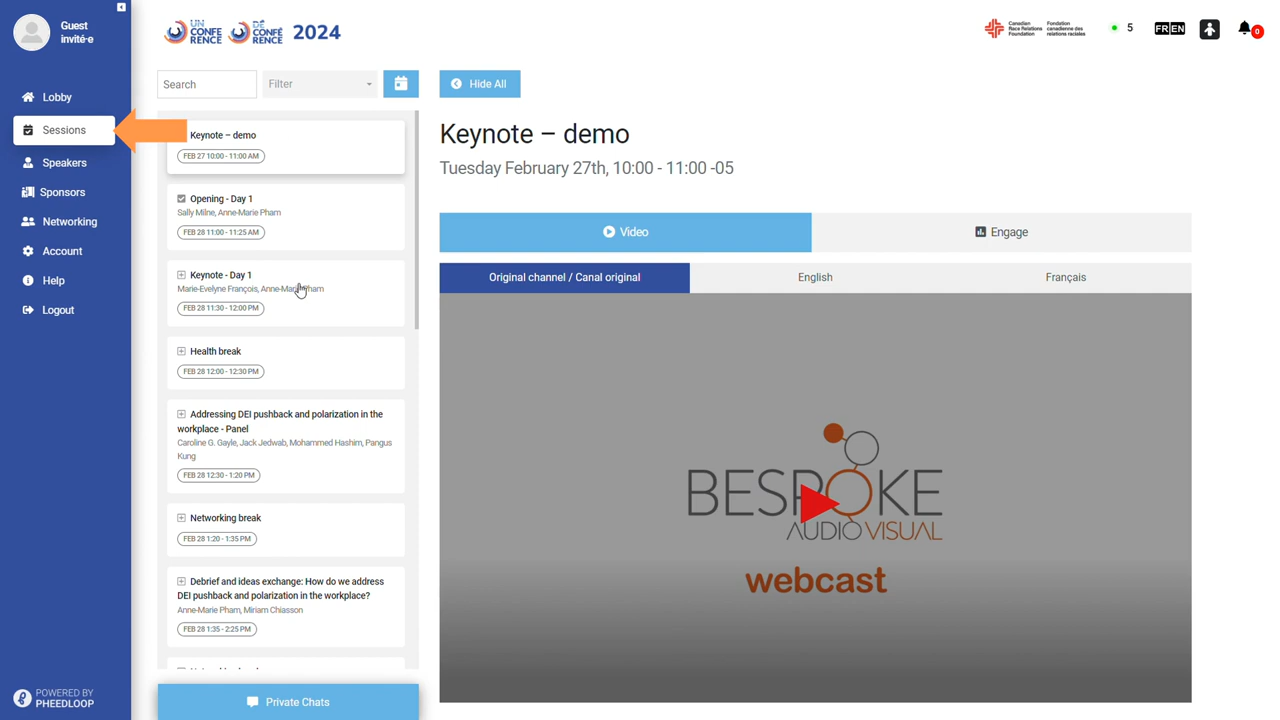 Guest
invité·e
Lobby
Sessions
Speakers
Sponsors
Networking
Account
Help
Logout
POWERED BY
PHEEDLOOP
UN
CONFÉ
RENCE
DÉ
CONFÉ
RENCE
2024
Canadian
Race Relations
Foundation
Fondation
canadienne des
relations raciales
5
FR EN
0
Search
Filter
Hide All
Keynote – demo
FEB 27 10:00 - 11:00 AM
Opening - Day 1
Sally Milne, Anne-Marie Pham
FEB 28 11:00 - 11:25 AM
Keynote - Day 1
Marie-Evelyne François, Anne-Marie Pham
FEB 28 11:30 - 12:00 PM
Health break
FEB 28 12:00 - 12:30 PM
Addressing DEI pushback and polarization in the
workplace - Panel
Caroline G. Gayle, Jack Jedwab, Mohammed Hashim, Pangus
Kung
FEB 28 12:30 - 1:20 PM
Networking break
FEB 28 1:20 - 1:35 PM
Debrief and ideas exchange: How do we address
DEI pushback and polarization in the workplace?
Anne-Marie Pham, Miriam Chiasson
FEB 28 1:35 - 2:25 PM
Private Chats
Keynote – demo
Tuesday February 27th, 10:00 - 11:00 -05
Video
Engage
Original channel / Canal original
English
Français
BESPOKE
AUDIOVISUAL
webcast